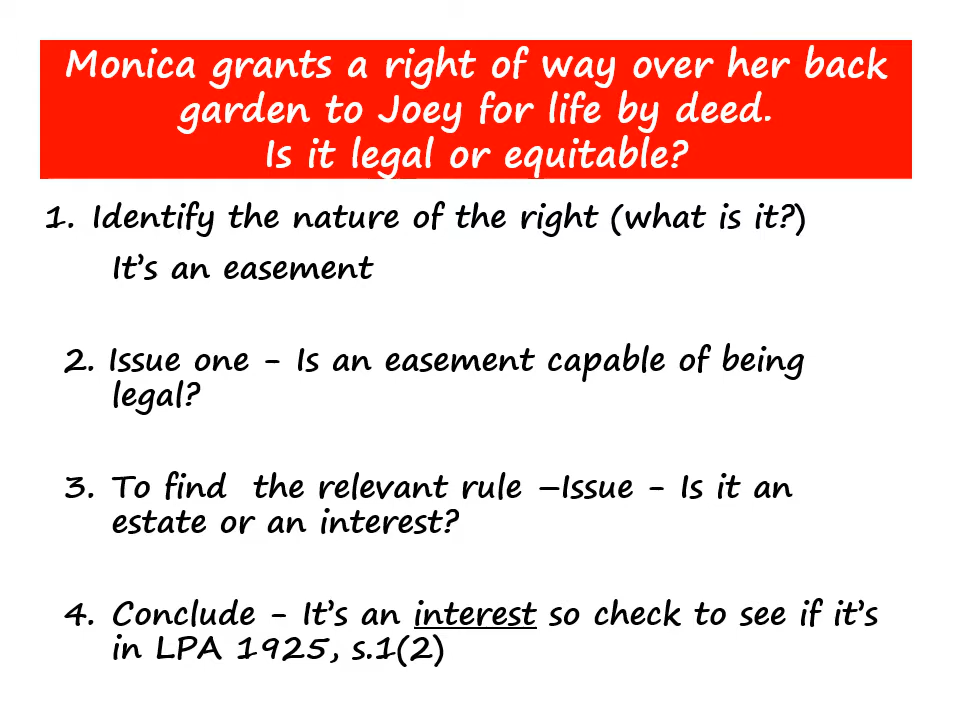 Monica grants a right of way over her back
garden to Joey for life by deed.
Is it legal or equitable?
1. Identify the nature of the right (what is it?)
It's an easement
2. Issue one - Is an easement capable of being
legal?
3. To find  the relevant rule –Issue - Is it an
estate or an interest?
4. Conclude - It's an interest so check to see if it's
in LPA 1925, s.1(2)